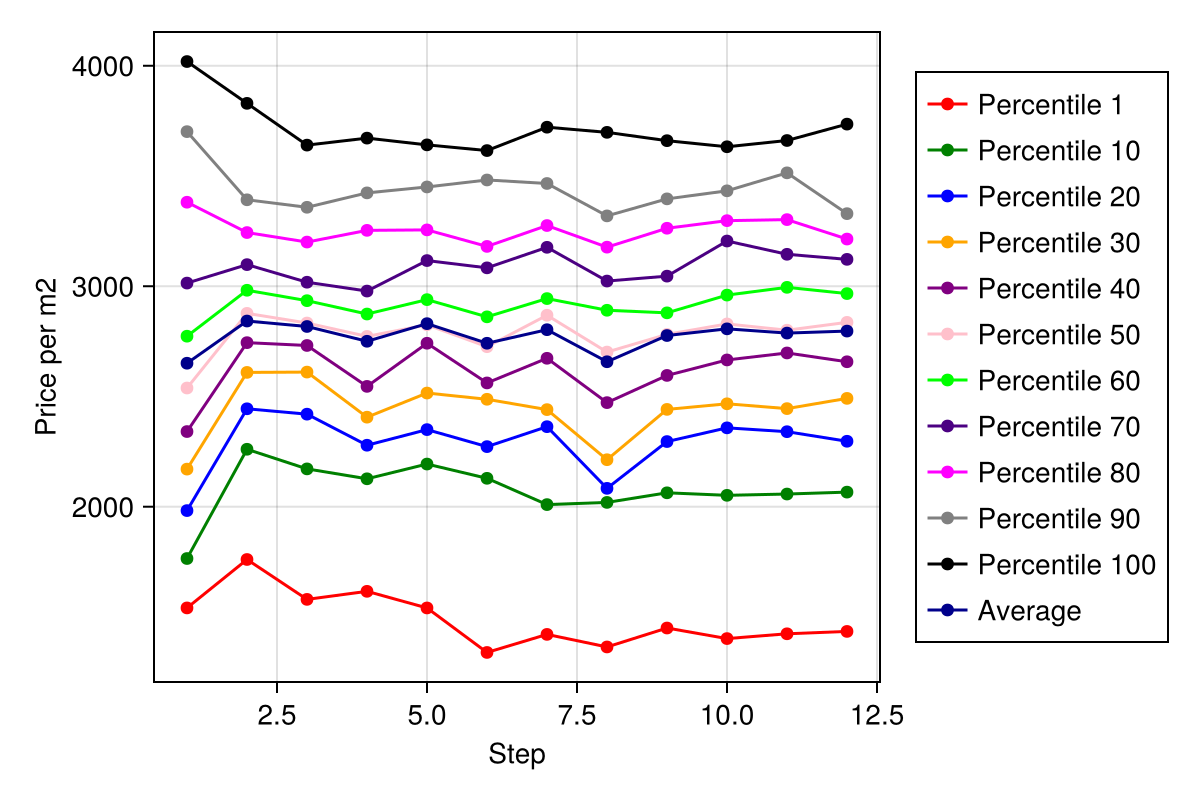 4000
3000
2000
Price per m2
2.5 5.0 7.5 10.0 12.5
Step
Percentile 1
Percentile 10
Percentile 20
Percentile 30
Percentile 40
Percentile 50
Percentile 60
Percentile 70
Percentile 80
Percentile 90
Percentile 100
Average